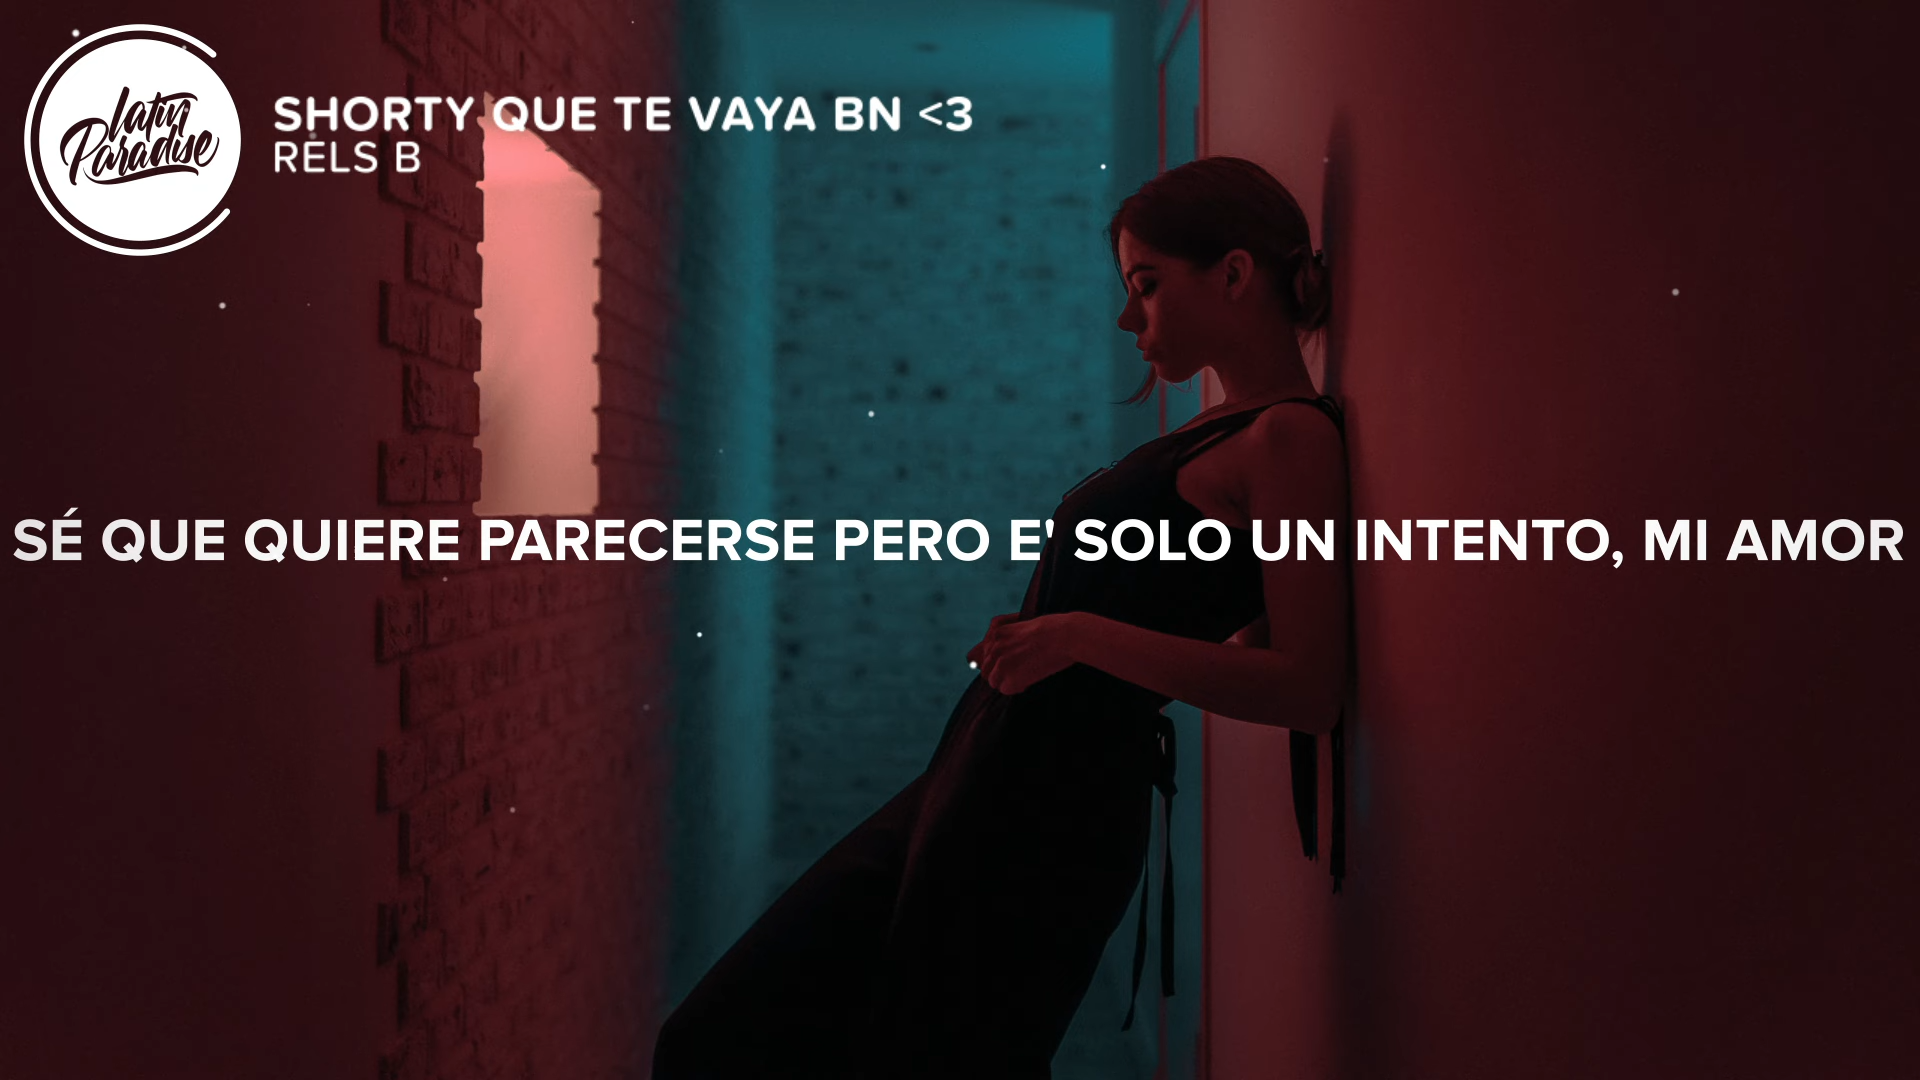 latin
Paradise
SHORTY QUE TE VAYA BN <3
RELS B
SÉ QUE QUIERE PARECERSE PERO E' SOLO UN INTENTO, MI AMOR